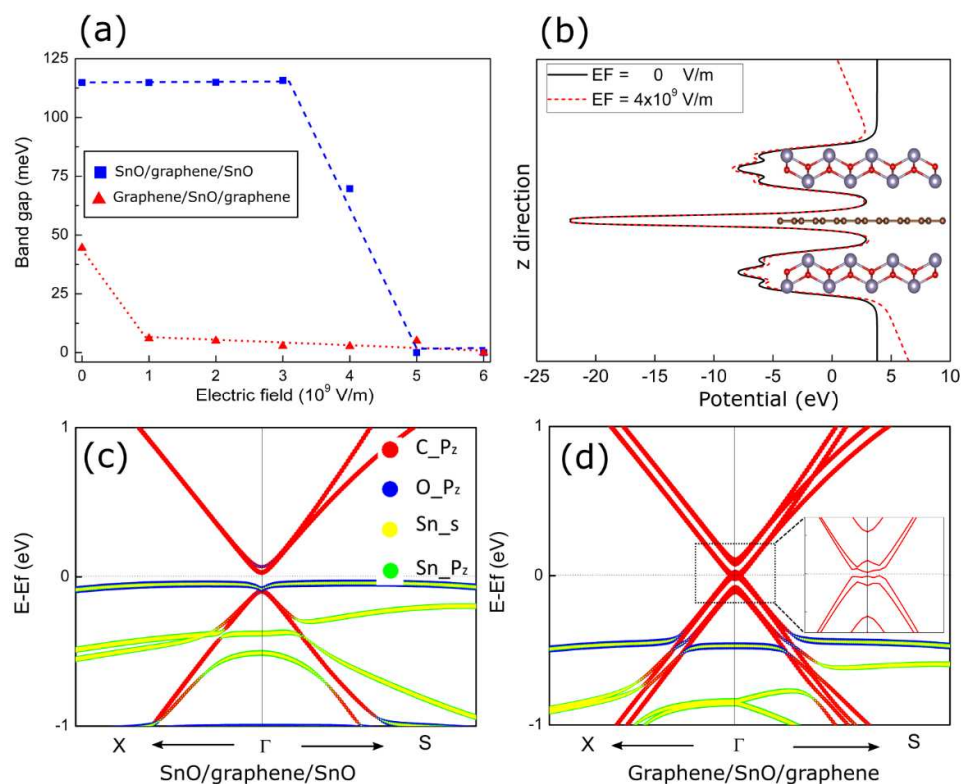 (a)
125
100
75
50
25
0
Band gap (meV)
SnO/graphene/SnO
Graphene/SnO/graphene
0 1 2 3 4 5 6
Electric field (10⁹ V/m)
(b)
EF = 0 V/m
EF = 4x10⁹ V/m
z direction
-25 -20 -15 -10 -5 0 5 10
Potential (eV)
(c)
1
0
-1
E-Ef (eV)
C_Pz
O_Pz
Sn_s
Sn_Pz
X Γ S
SnO/graphene/SnO
(d)
1
0
-1
E-Ef (eV)
X Γ S
Graphene/SnO/graphene